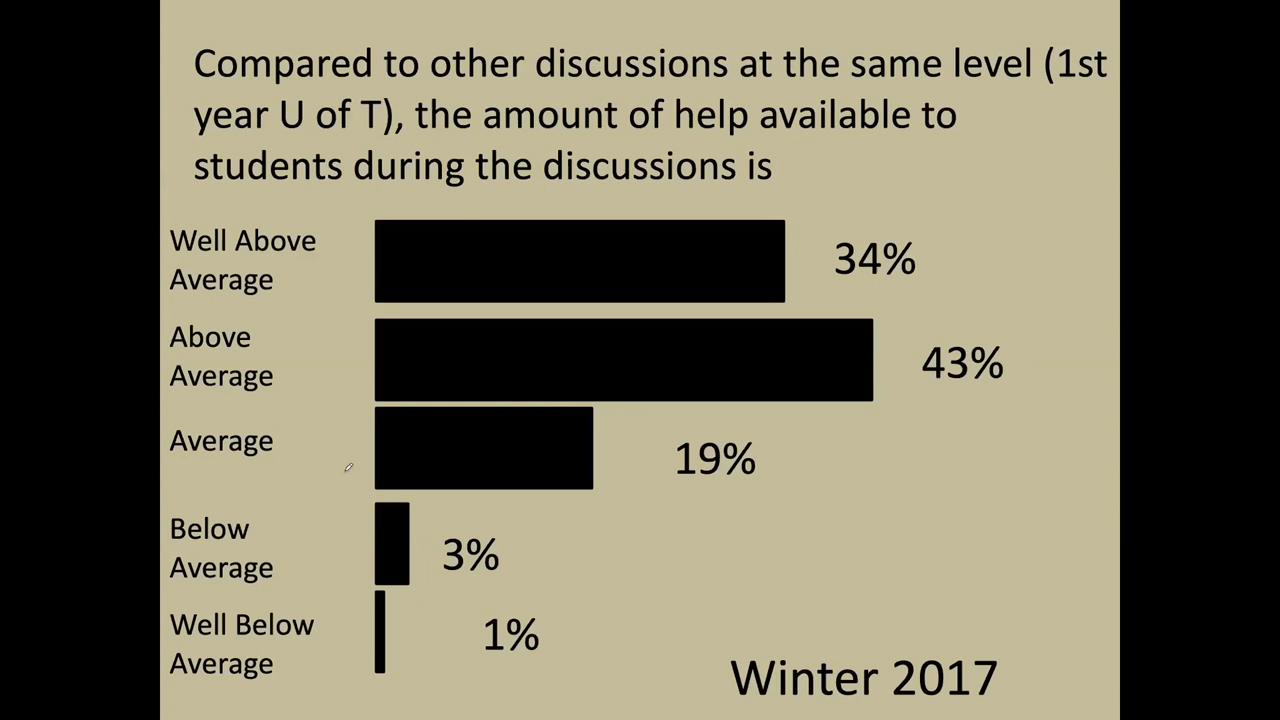 Compared to other discussions at the same level (1st
year U of T), the amount of help available to
students during the discussions is
Well Above
Average
34%
Above
Average
43%
Average
19%
Below
Average
3%
Well Below
Average
1%
Winter 2017